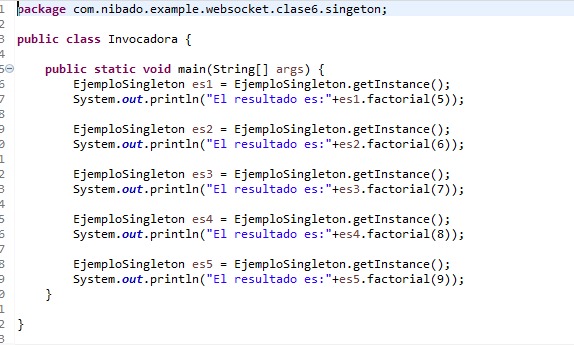 1 package com.nibado.example.websocket.clase6.singeton;
2
3 public class Invocadora {
4
5 public static void main(String[] args) {
6 EjemploSingleton es1 = EjemploSingleton.getInstance();
7 System.out.println("El resultado es:"+es1.factorial(5));
8
9 EjemploSingleton es2 = EjemploSingleton.getInstance();
0 System.out.println("El resultado es:"+es2.factorial(6));
1
2 EjemploSingleton es3 = EjemploSingleton.getInstance();
3 System.out.println("El resultado es:"+es3.factorial(7));
4
5 EjemploSingleton es4 = EjemploSingleton.getInstance();
6 System.out.println("El resultado es:"+es4.factorial(8));
7
8 EjemploSingleton es5 = EjemploSingleton.getInstance();
9 System.out.println("El resultado es:"+es5.factorial(9));
0 }
1
2 }
3